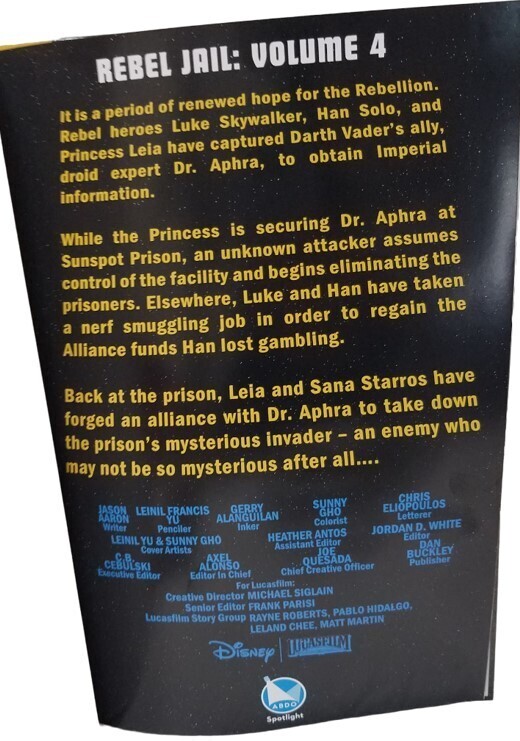 REBEL JAIL: VOLUME 4
It is a period of renewed hope for the Rebellion.
Rebel heroes Luke Skywalker, Han Solo, and
Princess Leia have captured Darth Vader's ally,
droid expert Dr. Aphra, to obtain Imperial
information.
While the Princess is securing Dr. Aphra at
Sunspot Prison, an unknown attacker assumes
control of the facility and begins eliminating the
prisoners. Elsewhere, Luke and Han have taken
a nerf smuggling job in order to regain the
Alliance funds Han lost gambling.
Back at the prison, Leia and Sana Starros have
forged an alliance with Dr. Aphra to take down
the prison's mysterious invader – an enemy who
may not be so mysterious after all....
JASON AARON
Writer
LEINIL FRANCIS YU
Penciler
GERRY ALANGUILAN
Inker
SUNNY GHO
Colorist
CHRIS ELIOPOULOS
Letterer
LEINIL YU & SUNNY GHO
Cover Artists
HEATHER ANTOS
Assistant Editor
JORDAN D. WHITE
Editor
C.B. CEBULSKI
Executive Editor
AXEL ALONSO
Editor In Chief
JOE QUESADA
Chief Creative Officer
DAN BUCKLEY
Publisher
For Lucasfilm:
Creative Director MICHAEL SIGLAIN
Senior Editor FRANK PARISI
Lucasfilm Story Group RAYNE ROBERTS, PABLO HIDALGO,
LELAND CHEE, MATT MARTIN
Disney | LUCASFILM
ABDO
Spotlight